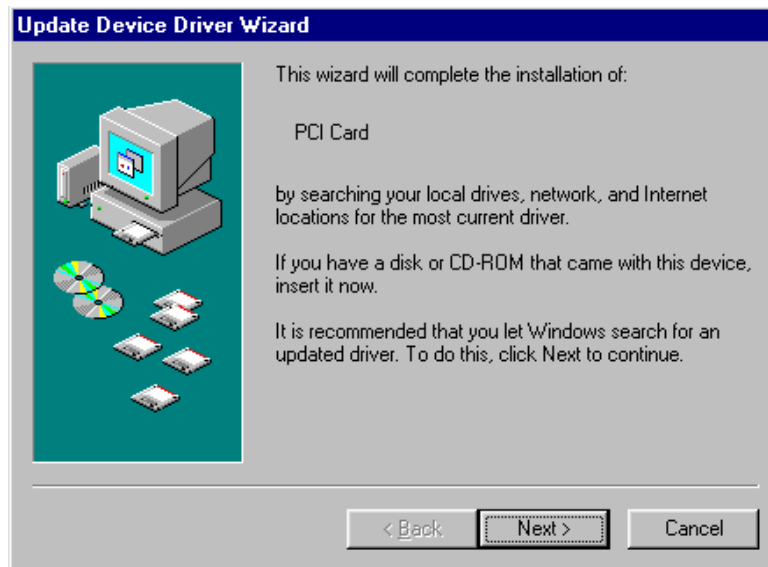 Update Device Driver Wizard
This wizard will complete the installation of:
PCI Card
by searching your local drives, network, and Internet
locations for the most current driver.
If you have a disk or CD-ROM that came with this device,
insert it now.
It is recommended that you let Windows search for an
updated driver. To do this, click Next to continue.
< Back
Next >
Cancel